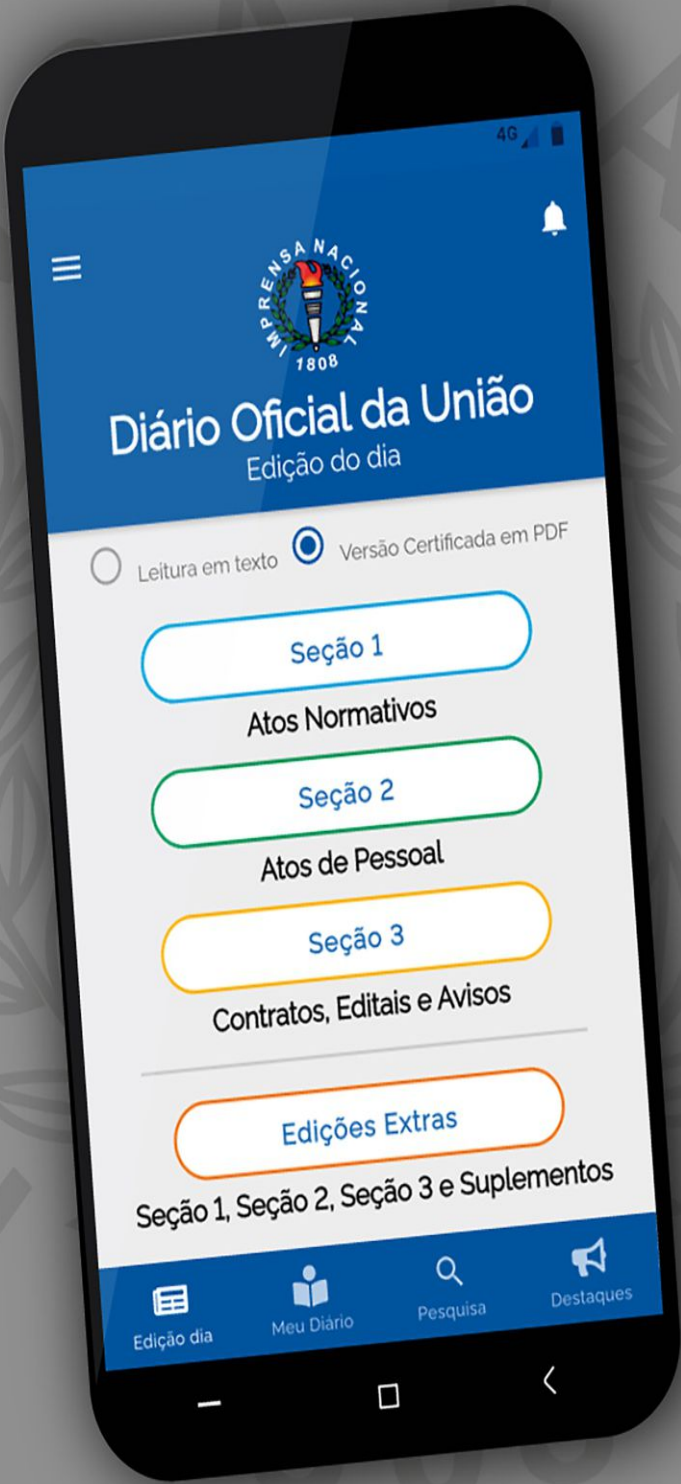 4G
IMPRENSA NACIONAL
1808
Diário Oficial da União
Edição do dia
Leitura em texto Versão Certificada em PDF
Seção 1
Atos Normativos
Seção 2
Atos de Pessoal
Seção 3
Contratos, Editais e Avisos
Edições Extras
Seção 1, Seção 2, Seção 3 e Suplementos
Edição dia Meu Diário Pesquisa Destaques